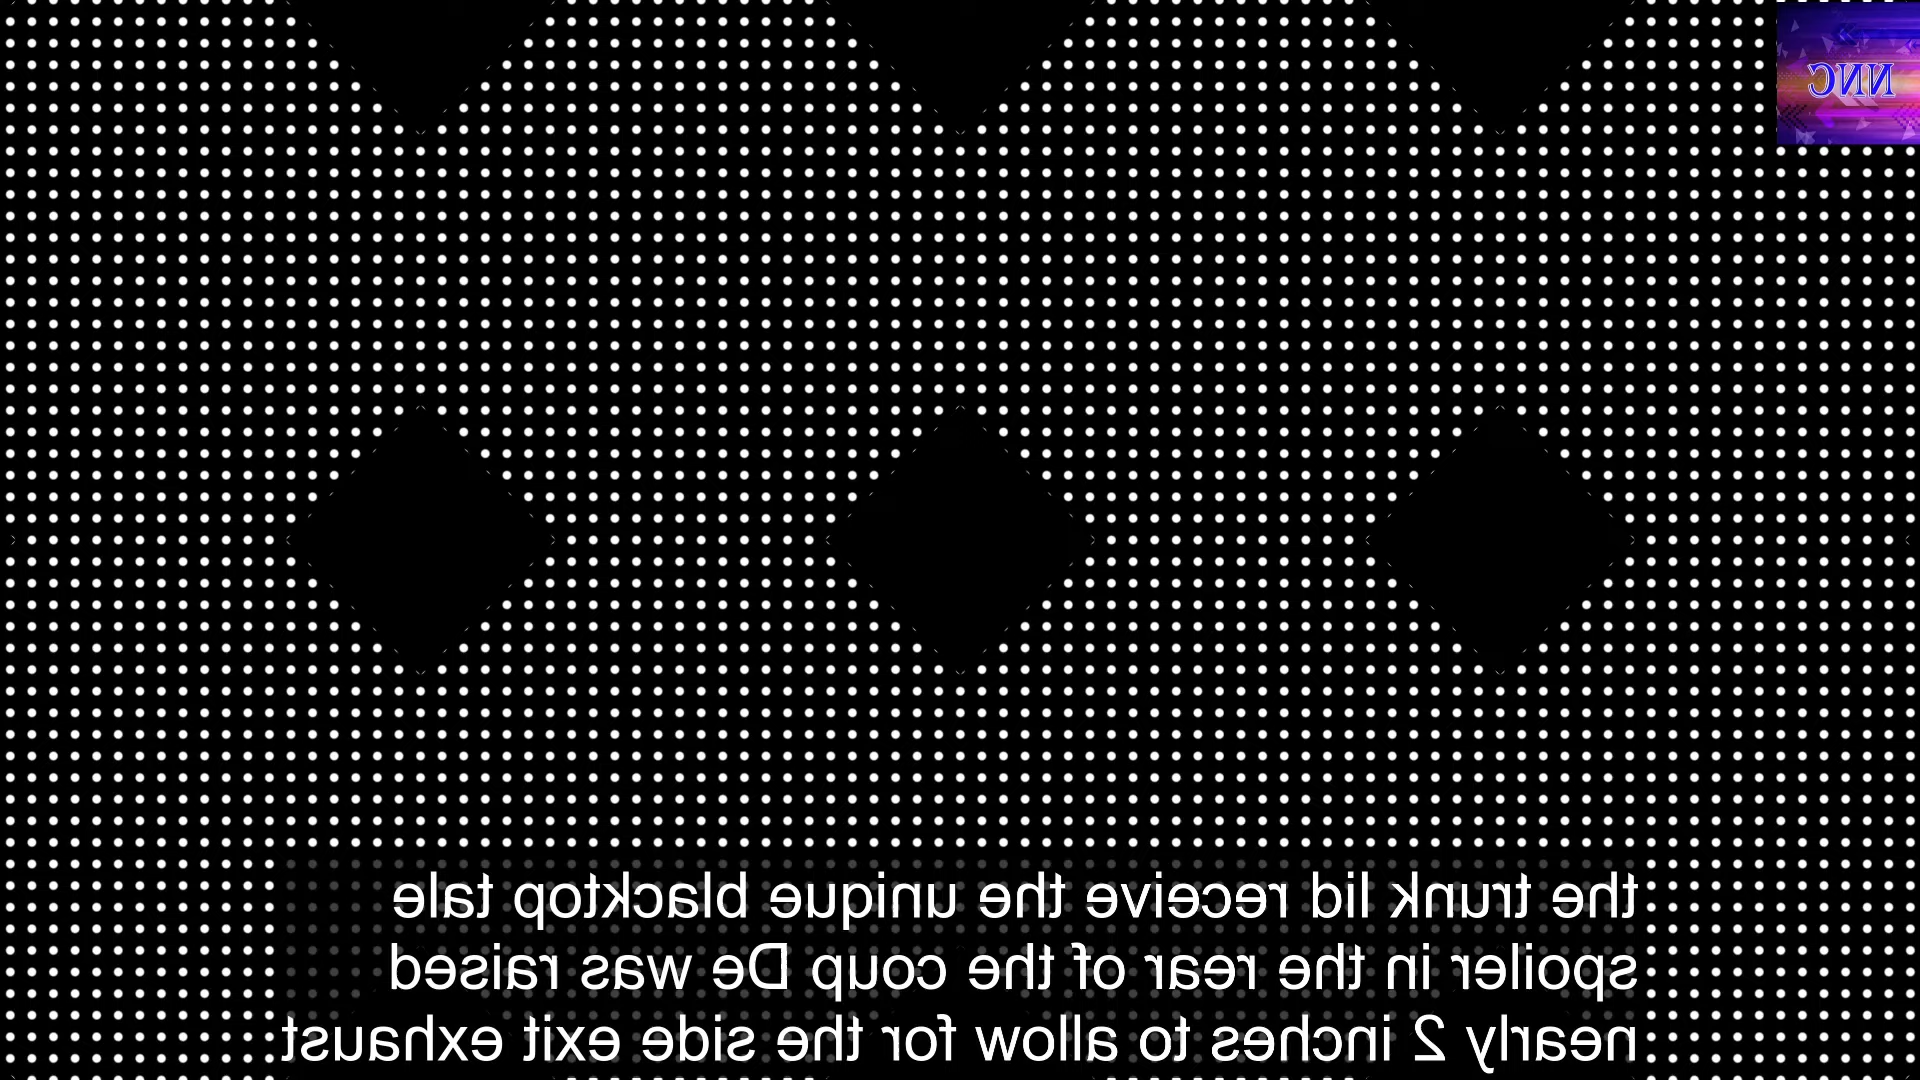 NNC
the trunk lid receive the unique blacktop tale
spoiler in the rear of the coup De was raised
nearly 2 inches to allow for the side exit exhaust